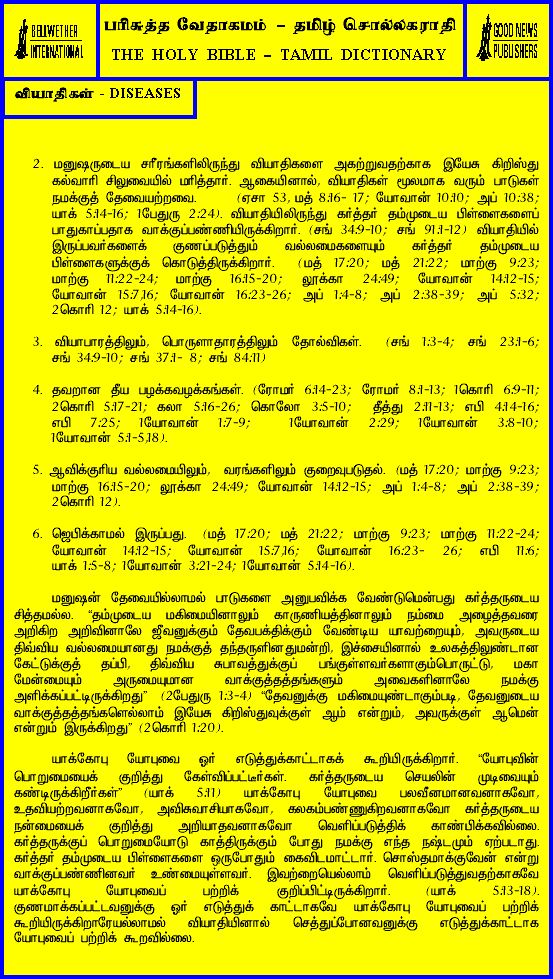 BELLWETHER
INTERNATIONAL
பரிசுத்த வேதாகமம் – தமிழ் சொல்லகராதி
THE HOLY BIBLE – TAMIL DICTIONARY
GOOD NEWS
PUBLISHERS
வியாதிகள் - DISEASES
2. மனுஷருடைய சரீரங்களிலிருந்து வியாதிகளை அகற்றுவதற்காக இயேசு கிறிஸ்து
கல்வாரி சிலுவையில் மரித்தார். ஆகையினால், வியாதிகள் மூலமாக வரும் பாடுகள்
நமக்குத் தேவையற்றவை. (ஏசா 53, மத் 8:16- 17; யோவான் 10:10; அப் 10:38;
யாக் 5:14-16; 1பேதுரு 2:24). வியாதியிலிருந்து கர்த்தர் தம்முடைய பிள்ளைகளைப்
பாதுகாப்பதாக வாக்குப்பண்ணியிருக்கிறார். (சங் 34:9-10; சங் 91:1-12) வியாதியில்
இருப்பவர்களைக் குணப்படுத்தும் வல்லமைகளையும் கர்த்தர் தம்முடைய
பிள்ளைகளுக்குக் கொடுத்திருக்கிறார். (மத் 17:20; மத் 21:22; மாற்கு 9:23;
மாற்கு 11:22-24; மாற்கு 16:15-20; லூக்கா 24:49; யோவான் 14:12-15;
யோவான் 15:7,16; யோவான் 16:23-26; அப் 1:4-8; அப் 2:38-39; அப் 5:32;
2கொரி 12; யாக் 5:14-16).
3. வியாபாரத்திலும், பொருளாதாரத்திலும் தோல்விகள். (சங் 1:3-4; சங் 23:1-6;
சங் 34:9-10; சங் 37:1- 8; சங் 84:11)
4. தவறான தீய பழக்கவழக்கங்கள். (ரோமர் 6:14-23; ரோமர் 8:1-13; 1கொரி 6:9-11;
2கொரி 5:17-21; கலா 5:16-26; கொலோ 3:5-10; தீத்து 2:11-13; எபி 4:14-16;
எபி 7:25; 1யோவான் 1:7-9; 1யோவான் 2:29; 1யோவான் 3:8-10;
1யோவான் 5:1-5,18).
5. ஆவிக்குரிய வல்லமையிலும், வரங்களிலும் குறைவுபடுதல். (மத் 17:20; மாற்கு 9:23;
மாற்கு 16:15-20; லூக்கா 24:49; யோவான் 14:12-15; அப் 1:4-8; அப் 2:38-39;
2கொரி 12).
6. ஜெபிக்காமல் இருப்பது. (மத் 17:20; மத் 21:22; மாற்கு 9:23; மாற்கு 11:22-24;
யோவான் 14:12-15; யோவான் 15:7,16; யோவான் 16:23- 26; எபி 11:6;
யாக் 1:5-8; 1யோவான் 3:21-24; 1யோவான் 5:14-16).
மனுஷன் தேவையில்லாமல் பாடுகளை அனுபவிக்க வேண்டுமென்பது கர்த்தருடைய
சித்தமல்ல. “தம்முடைய மகிமையினாலும் காருணியத்தினாலும் நம்மை அழைத்தவரை
அறிகிற அறிவினாலே ஜீவனுக்கும் தேவபக்திக்கும் வேண்டிய யாவற்றையும், அவருடைய
திவ்விய வல்லமையானது நமக்குத் தந்தருளினதுமன்றி, இச்சையினால் உலகத்திலுண்டான
கேட்டுக்குத் தப்பி, திவ்விய சுபாவத்துக்குப் பங்குள்ளவர்களாகும்பொருட்டு, மகா
மேன்மையும் அருமையுமான வாக்குத்தத்தங்களும் அவைகளினாலே நமக்கு
அளிக்கப்பட்டிருக்கிறது” (2பேதுரு 1:3-4) “தேவனுக்கு மகிமையுண்டாகும்படி, தேவனுடைய
வாக்குத்தத்தங்களெல்லாம் இயேசு கிறிஸ்துவுக்குள் ஆம் என்றும், அவருக்குள் ஆமென்
என்றும் இருக்கிறது” (2கொரி 1:20).
யாக்கோபு யோபுவை ஓர் எடுத்துக்காட்டாகக் கூறியிருக்கிறார். “யோபுவின்
பொறுமையைக் குறித்து கேள்விப்பட்டீர்கள். கர்த்தருடைய செயலின் முடிவையும்
கண்டிருக்கிறீர்கள்” (யாக் 5:11) யாக்கோபு யோபுவை பலவீனமானவனாகவோ,
உதவியற்றவனாகவோ, அவிசுவாசியாகவோ, கலகம்பண்ணுகிறவனாகவோ கர்த்தருடைய
நன்மையைக் குறித்து அறியாதவனாகவோ வெளிப்படுத்திக் காண்பிக்கவில்லை.
கர்த்தருக்குப் பொறுமையோடு காத்திருக்கும் போது நமக்கு எந்த நஷ்டமும் ஏற்படாது.
கர்த்தர் தம்முடைய பிள்ளைகளை ஒருபோதும் கைவிடமாட்டார். சொஸ்தமாக்குவேன் என்று
வாக்குப்பண்ணினவர் உண்மையுள்ளவர். இவற்றையெல்லாம் வெளிப்படுத்துவதற்காகவே
யாக்கோபு யோபுவைப் பற்றிக் குறிப்பிட்டிருக்கிறார். (யாக் 5:13-18).
குணமாக்கப்பட்டவனுக்கு ஓர் எடுத்துக் காட்டாகவே யாக்கோபு யோபுவைப் பற்றிக்
கூறியிருக்கிறாரேயல்லாமல் வியாதியினால் செத்துப்போனவனுக்கு எடுத்துக்காட்டாக
யோபுவைப் பற்றிக் கூறவில்லை.